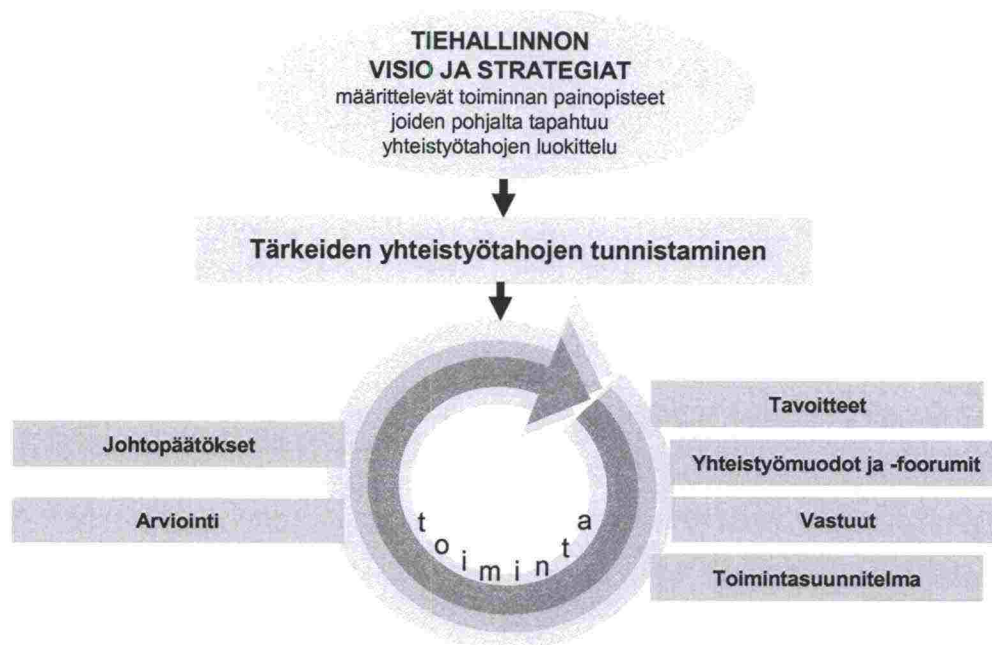 TIEHALLINNON
VISIO JA STRATEGIAT
määrittelevät toiminnan painopisteet
joiden pohjalta tapahtuu
yhteistyötahojen luokittelu
Tärkeiden yhteistyötahojen tunnistaminen
Tavoitteet
Yhteistyömuodot ja -foorumit
Vastuut
Toimintasuunnitelma
toiminta
Arviointi
Johtopäätökset